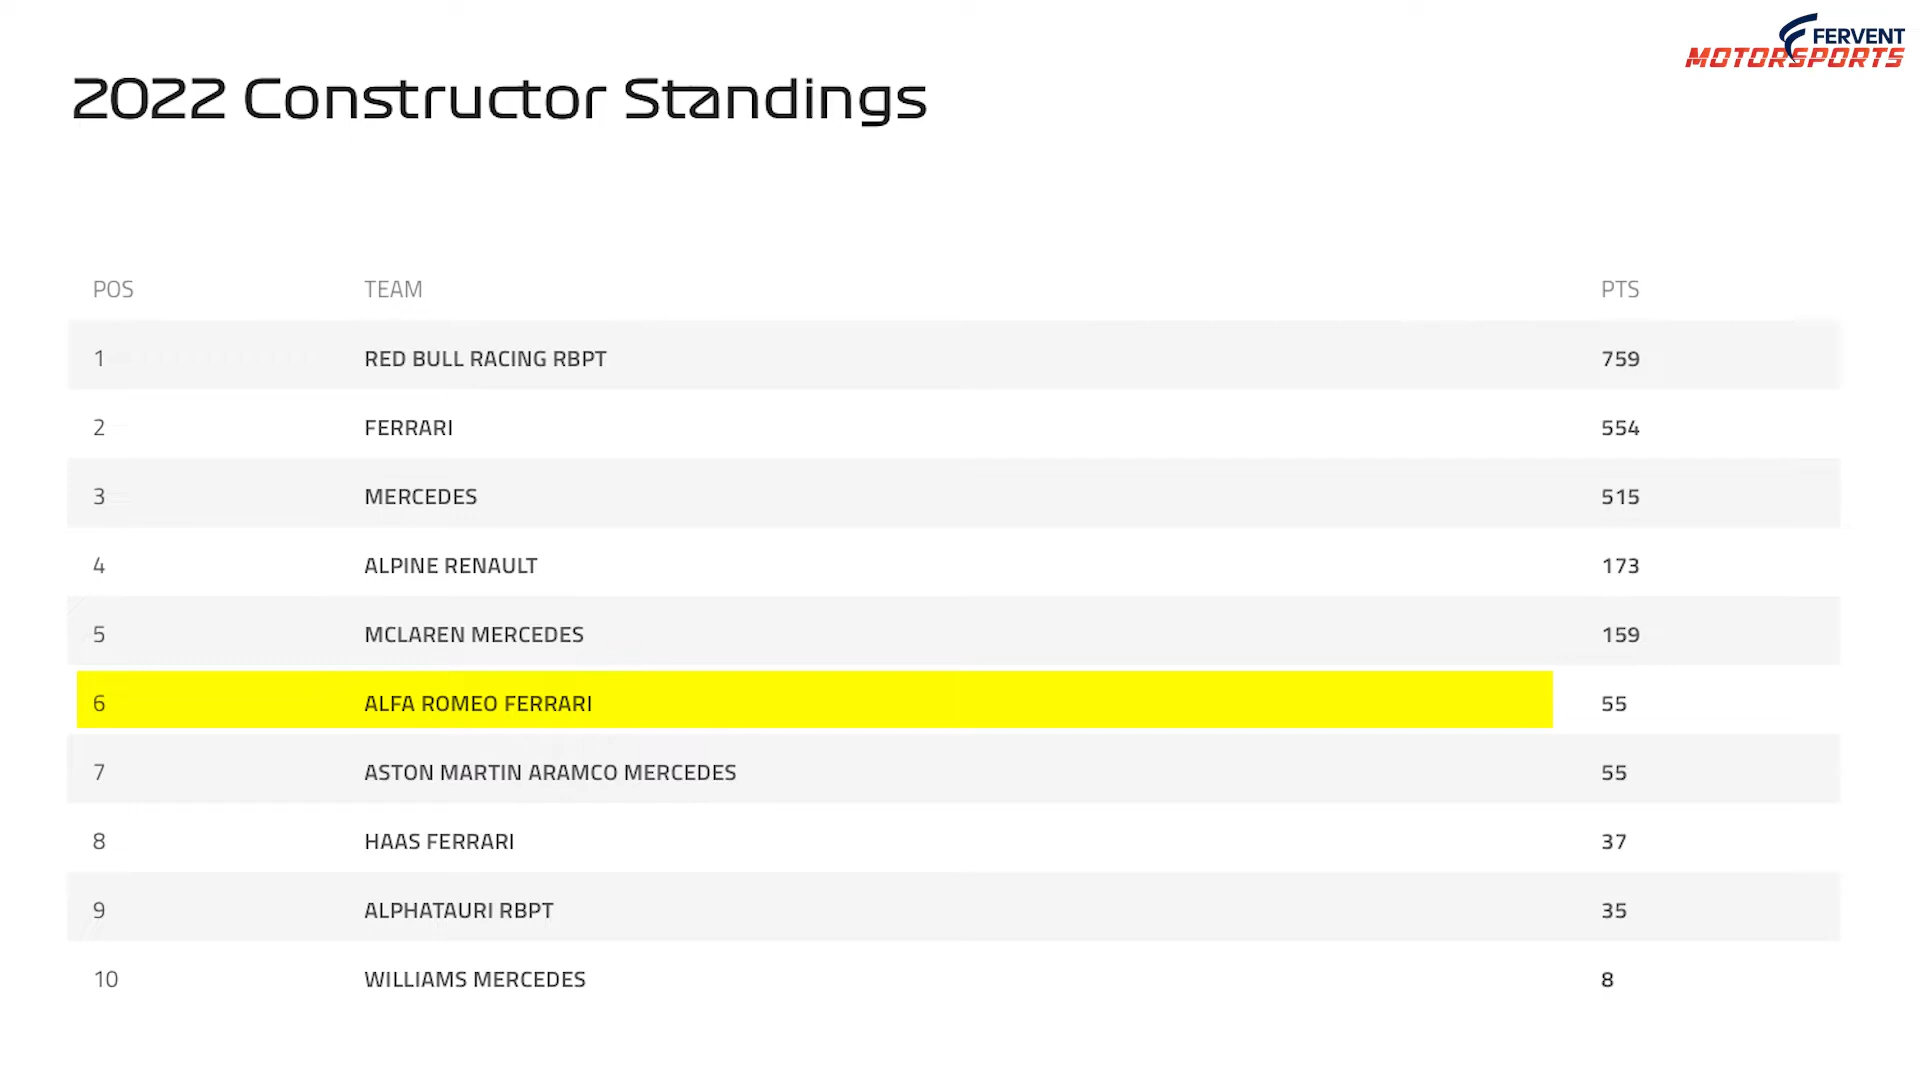 FERVENT
MOTORSPORTS
2022 Constructor Standings
POS TEAM PTS
1 RED BULL RACING RBPT 759
2 FERRARI 554
3 MERCEDES 515
4 ALPINE RENAULT 173
5 MCLAREN MERCEDES 159
6 ALFA ROMEO FERRARI 55
7 ASTON MARTIN ARAMCO MERCEDES 55
8 HAAS FERRARI 37
9 ALPHATAURI RBPT 35
10 WILLIAMS MERCEDES 8